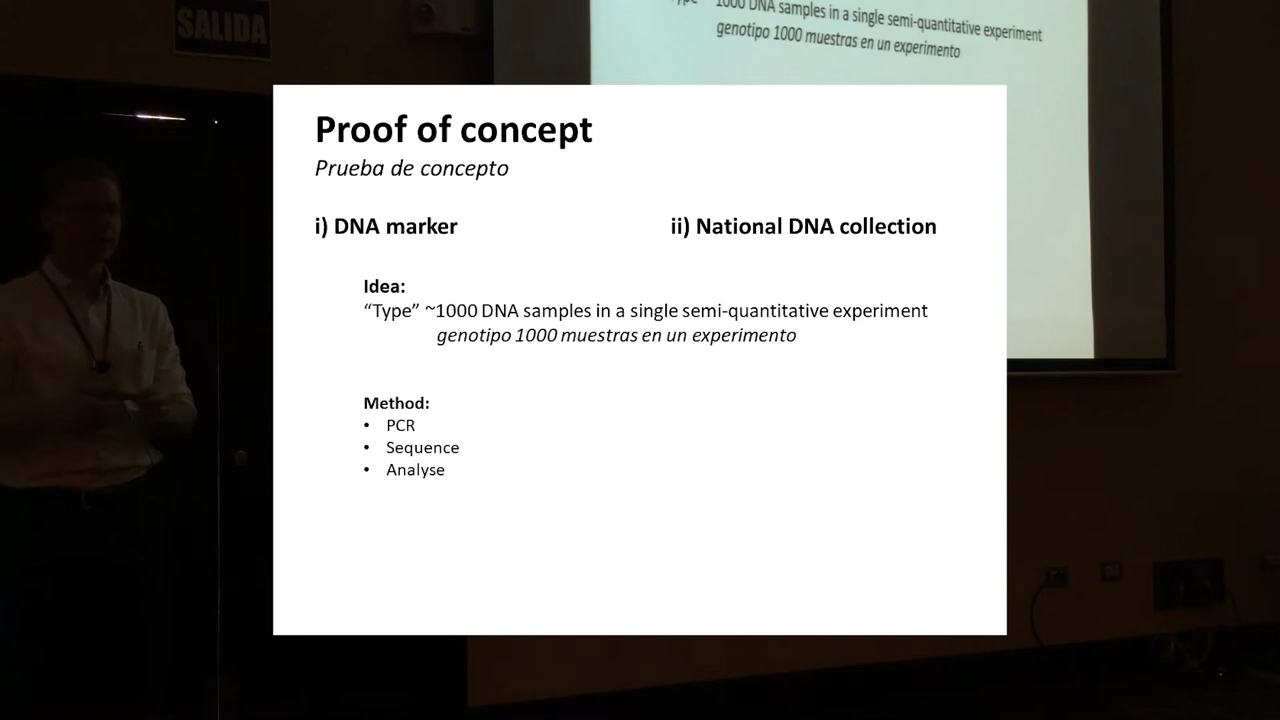 SALIDA
1000 DNA samples in a single semi-quantitative experiment
genotipo 1000 muestras en un experimento
Proof of concept
Prueba de concepto
i) DNA marker
ii) National DNA collection
Idea:
“Type” ~1000 DNA samples in a single semi-quantitative experiment
genotipo 1000 muestras en un experimento
Method:
• PCR
• Sequence
• Analyse